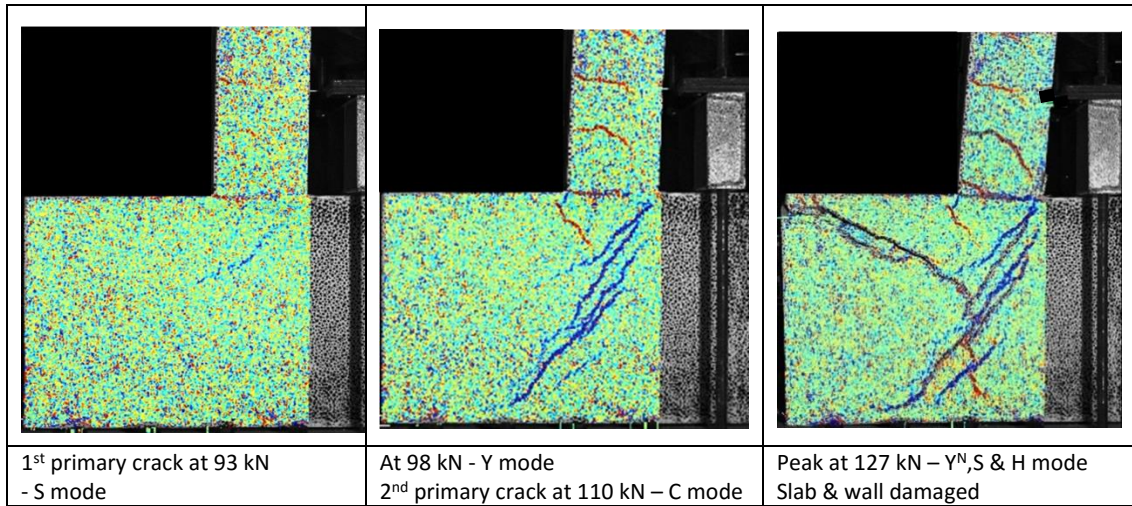 1st primary crack at 93 kN
- S mode
At 98 kN - Y mode
2nd primary crack at 110 kN – C mode
Peak at 127 kN – Yᴺ,S & H mode
Slab & wall damaged